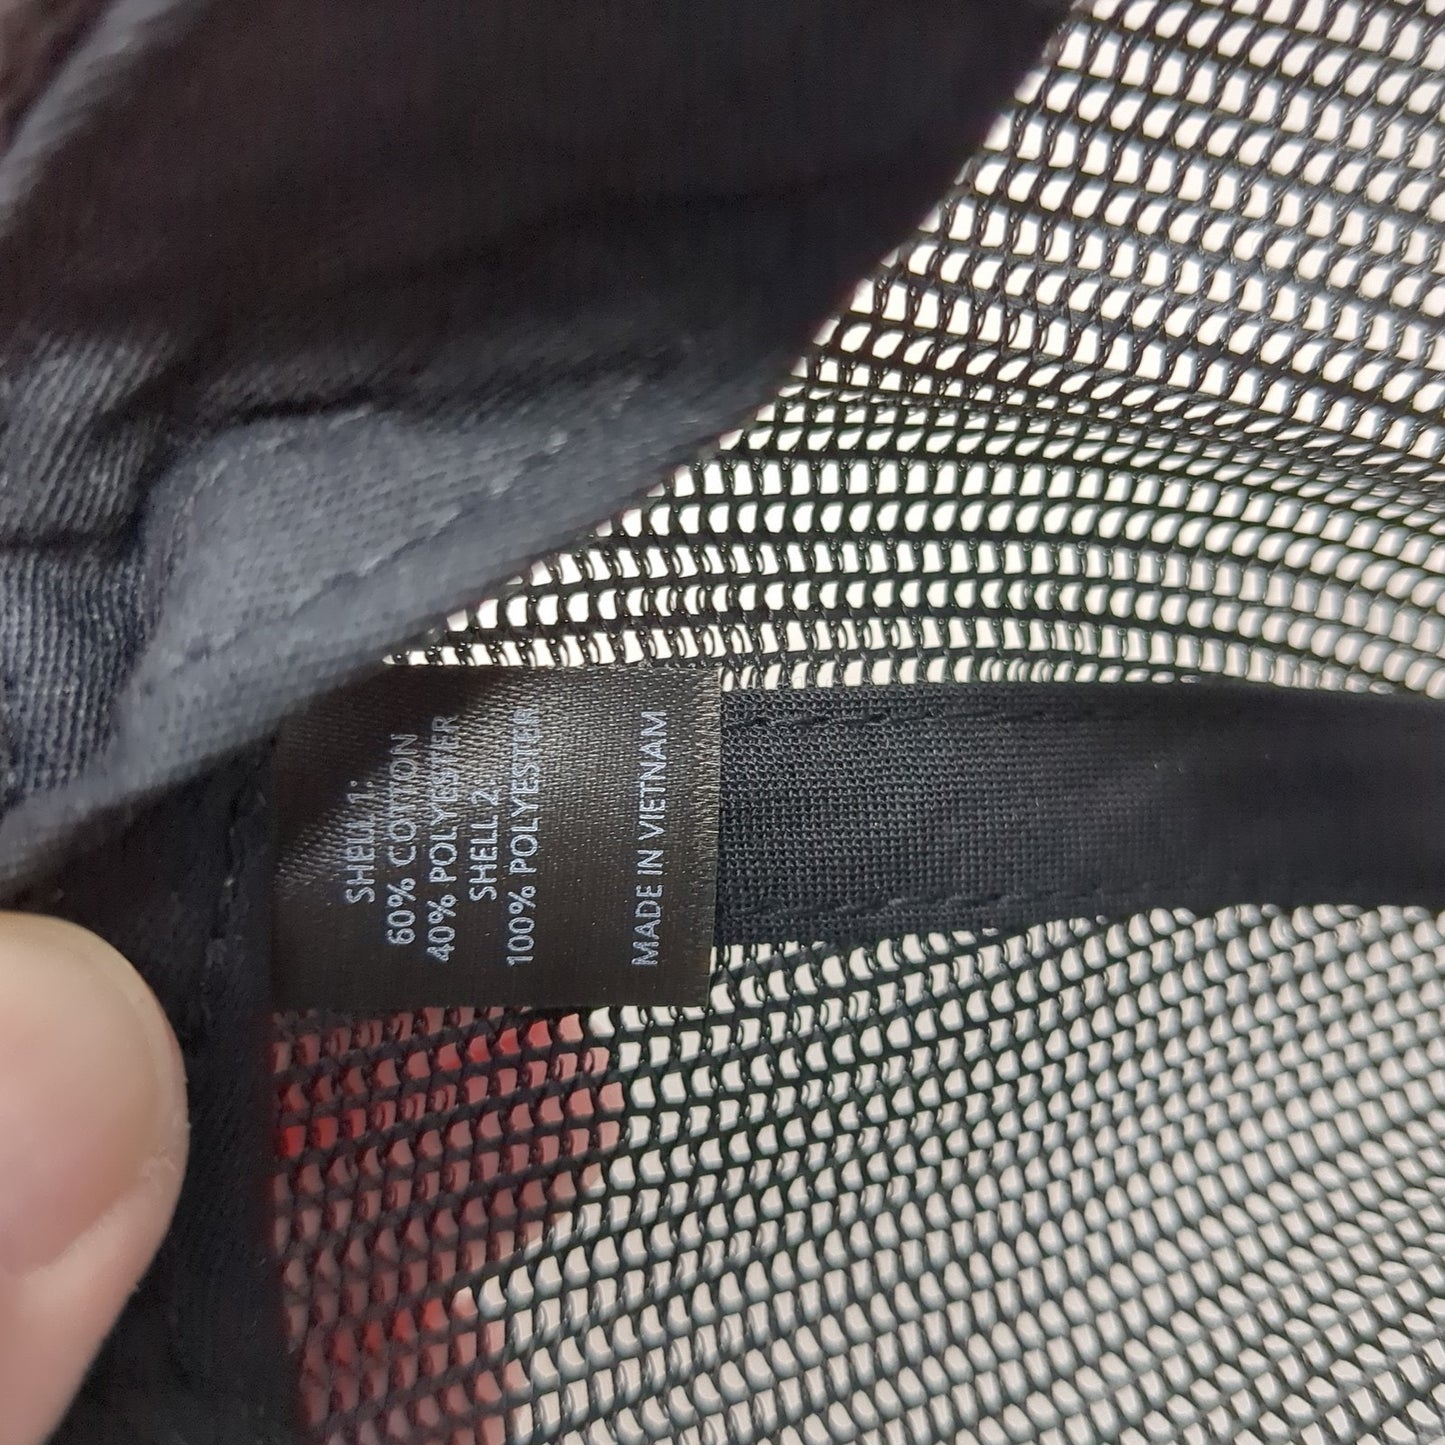 SHELL 1:
60% COTTON
40% POLYESTER
SHELL 2:
100% POLYESTER
MADE IN VIETNAM